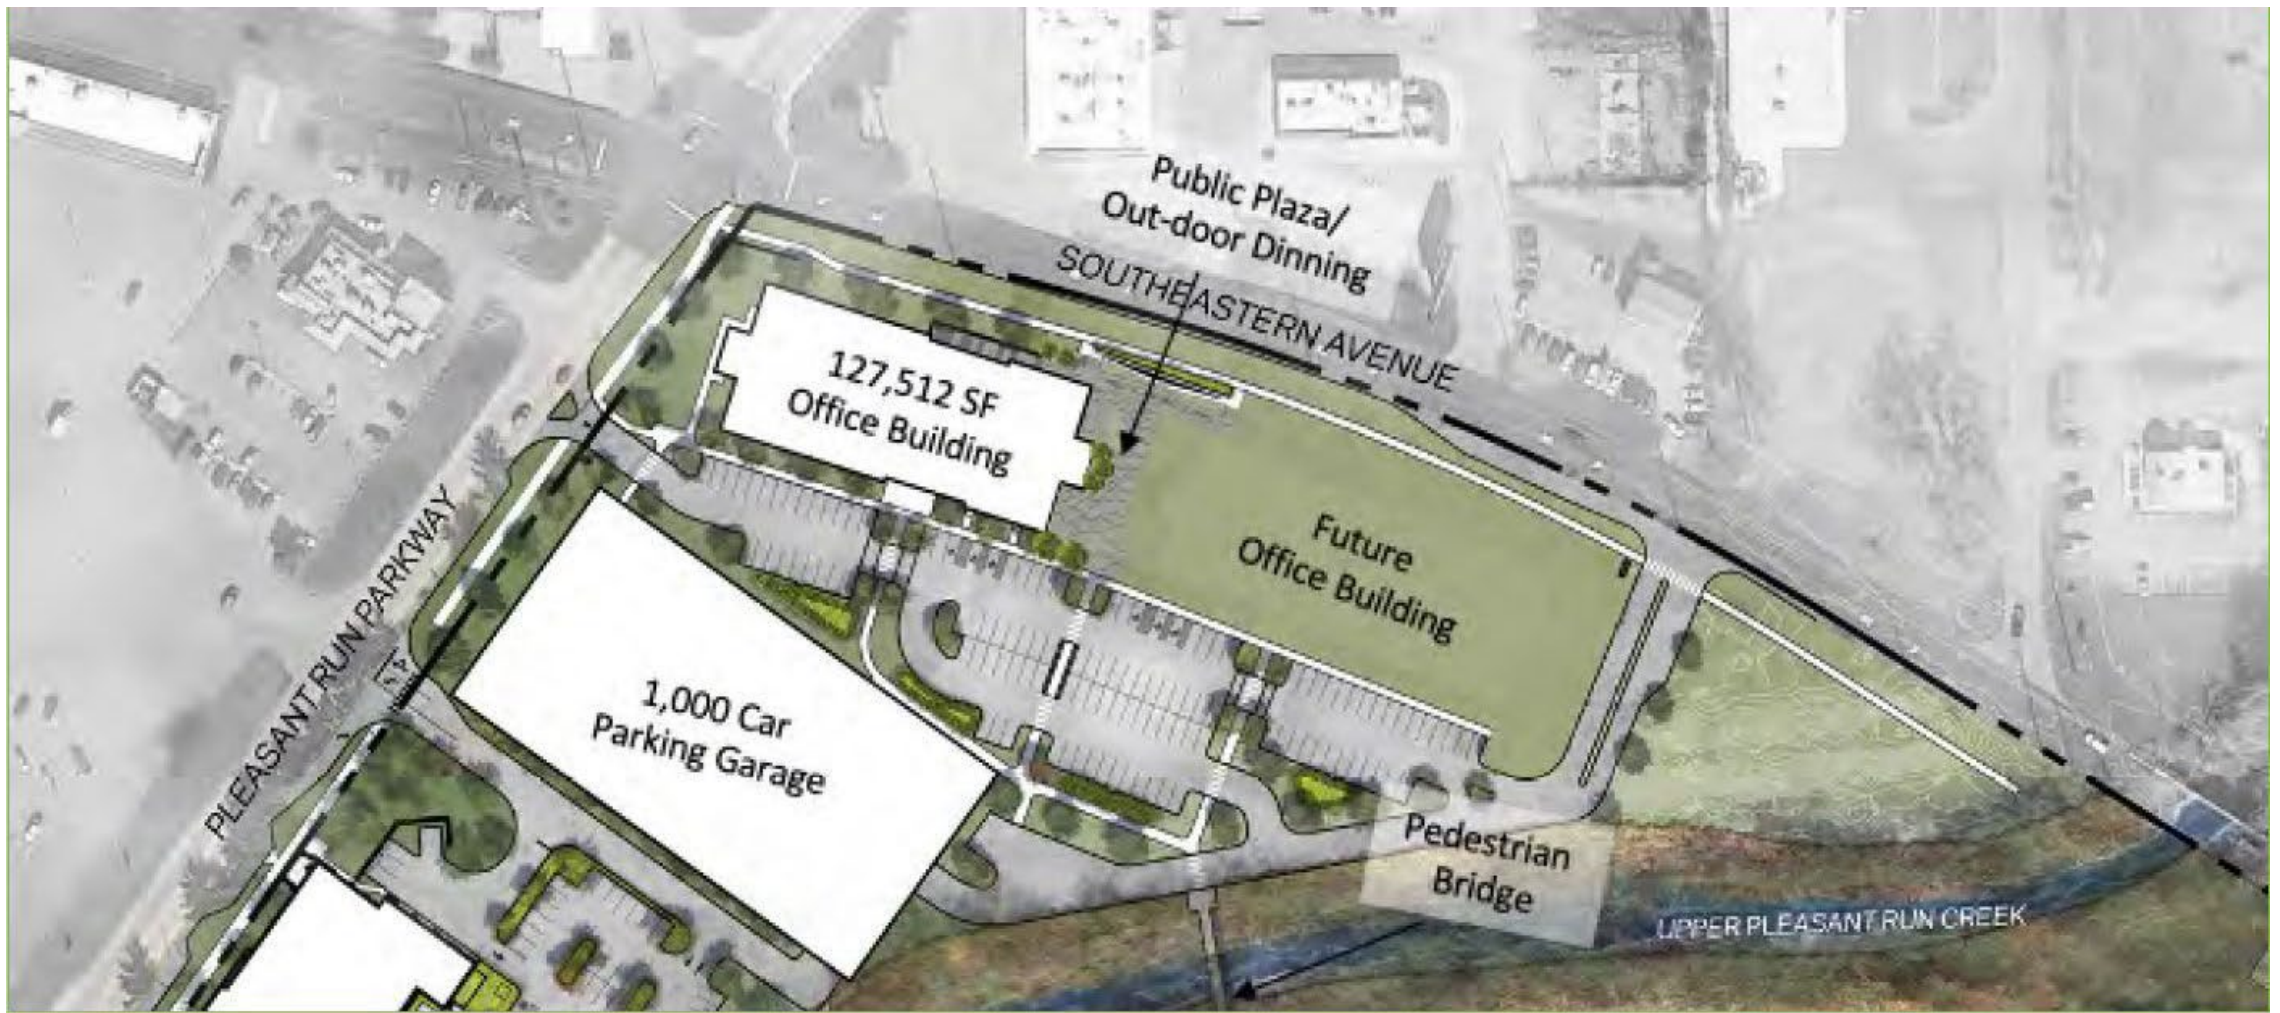 Public Plaza/
Out-door Dinning
SOUTHEASTERN AVENUE
127,512 SF
Office Building
Future
Office Building
PLEASANT RUN PARKWAY
1,000 Car
Parking Garage
Pedestrian
Bridge
UPPER PLEASANT RUN CREEK